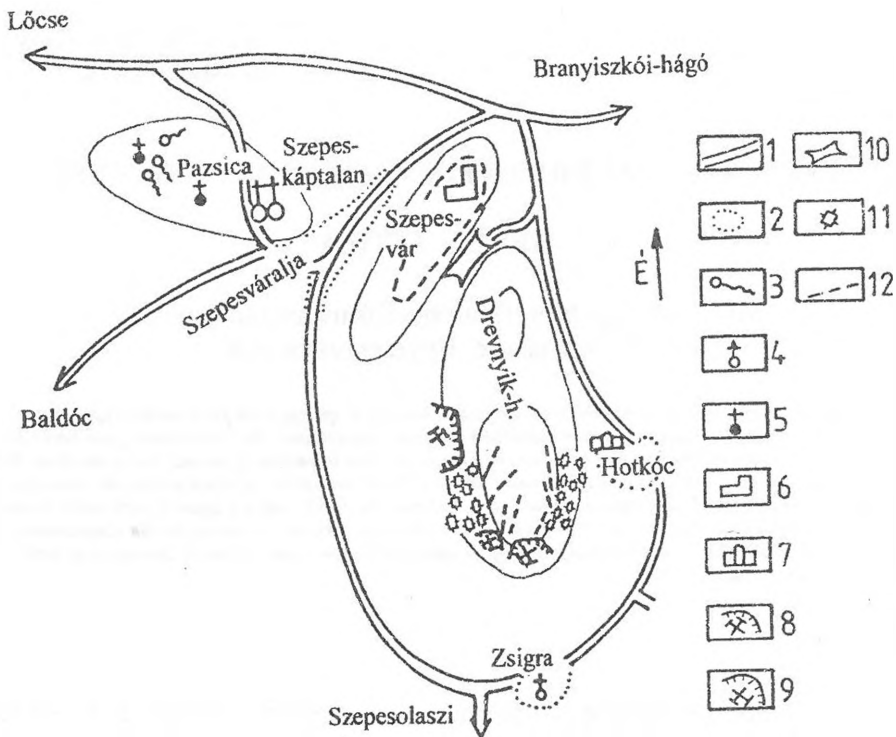 Lőcse
Branyiszkói-hágó
Pazsica
Szepes-
káptalan
Szepes-
vár
Szepesváralja
Drevnyik-h.
É
Baldóc
Hotkóc
Zsigra
Szepesolaszi
1
2
3
4
5
6
7
8
9
10
11
12